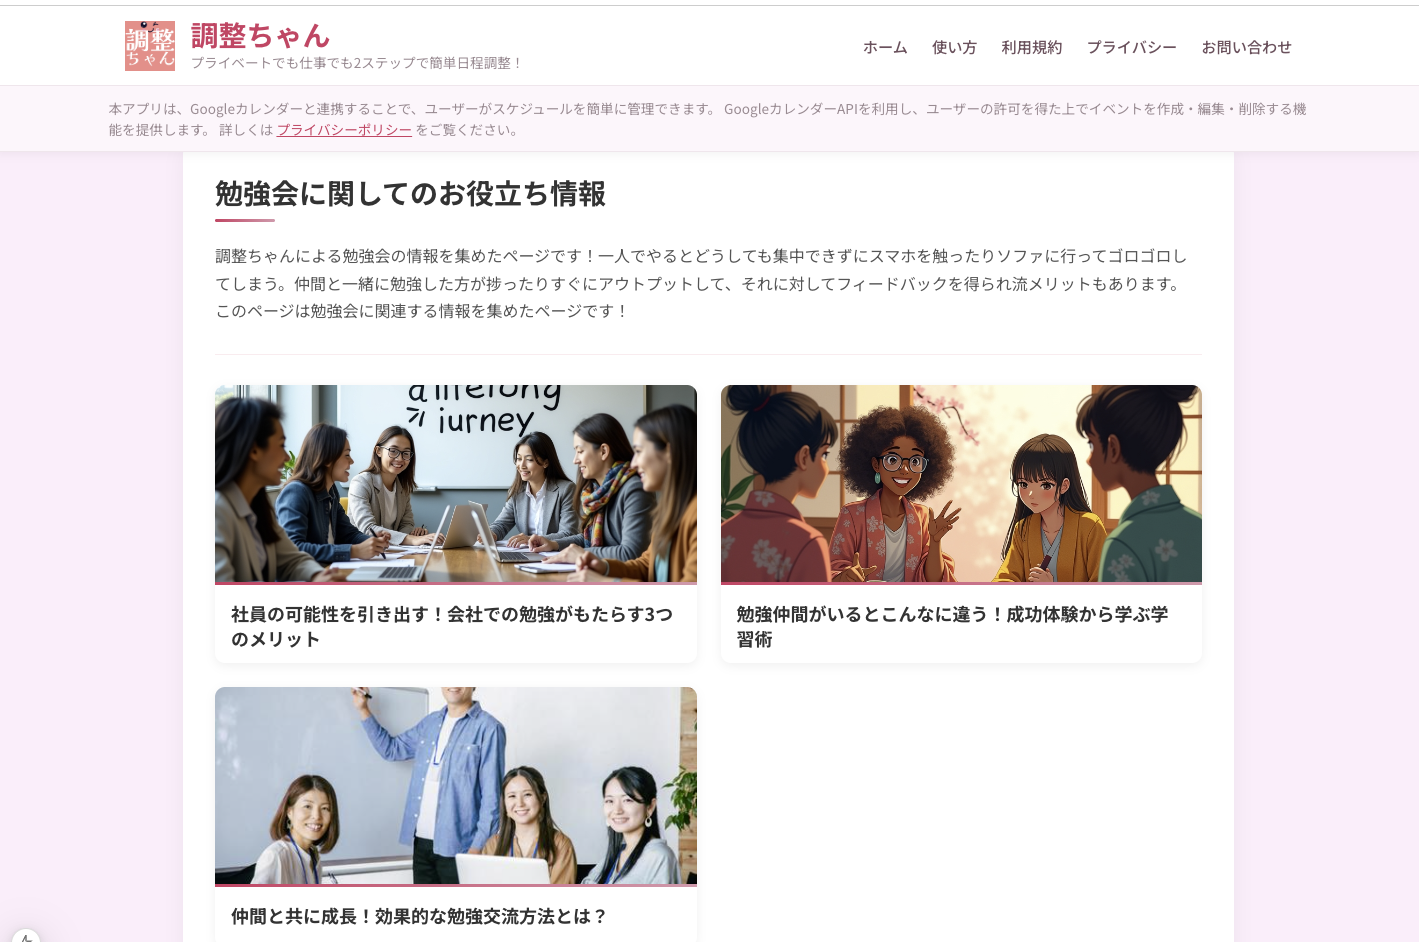 調整ちゃん
調整ちゃん
プライベートでも仕事でも2ステップで簡単日程調整！
ホーム 使い方 利用規約 プライバシー お問い合わせ
本アプリは、Googleカレンダーと連携することで、ユーザーがスケジュールを簡単に管理できます。 GoogleカレンダーAPIを利用し、ユーザーの許可を得た上でイベントを作成・編集・削除する機
能を提供します。 詳しくは プライバシーポリシー をご覧ください。
勉強会に関してのお役立ち情報
調整ちゃんによる勉強会の情報を集めたページです！一人でやるとどうしても集中できずにスマホを触ったりソファに行ってゴロゴロし
てしまう。仲間と一緒に勉強した方が捗ったりすぐにアウトプットして、それに対してフィードバックを得られ流メリットもあります。
このページは勉強会に関連する情報を集めたページです！
a lifelong
iurney
社員の可能性を引き出す！会社での勉強がもたらす3つ
のメリット
勉強仲間がいるとこんなに違う！成功体験から学ぶ学
習術
仲間と共に成長！効果的な勉強交流方法とは？